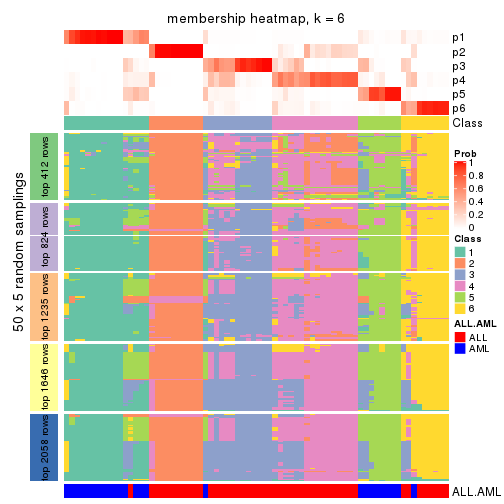 membership heatmap, k = 6
p1
p2
p3
p4
p5
p6
Class
50 x 5 random samplings
top 412 rows
top 824 rows
top 1235 rows
top 1646 rows
top 2058 rows
Prob
1
0.8
0.6
0.4
0.2
0
Class
1
2
3
4
5
6
ALL.AML
ALL
AML
ALL.AML